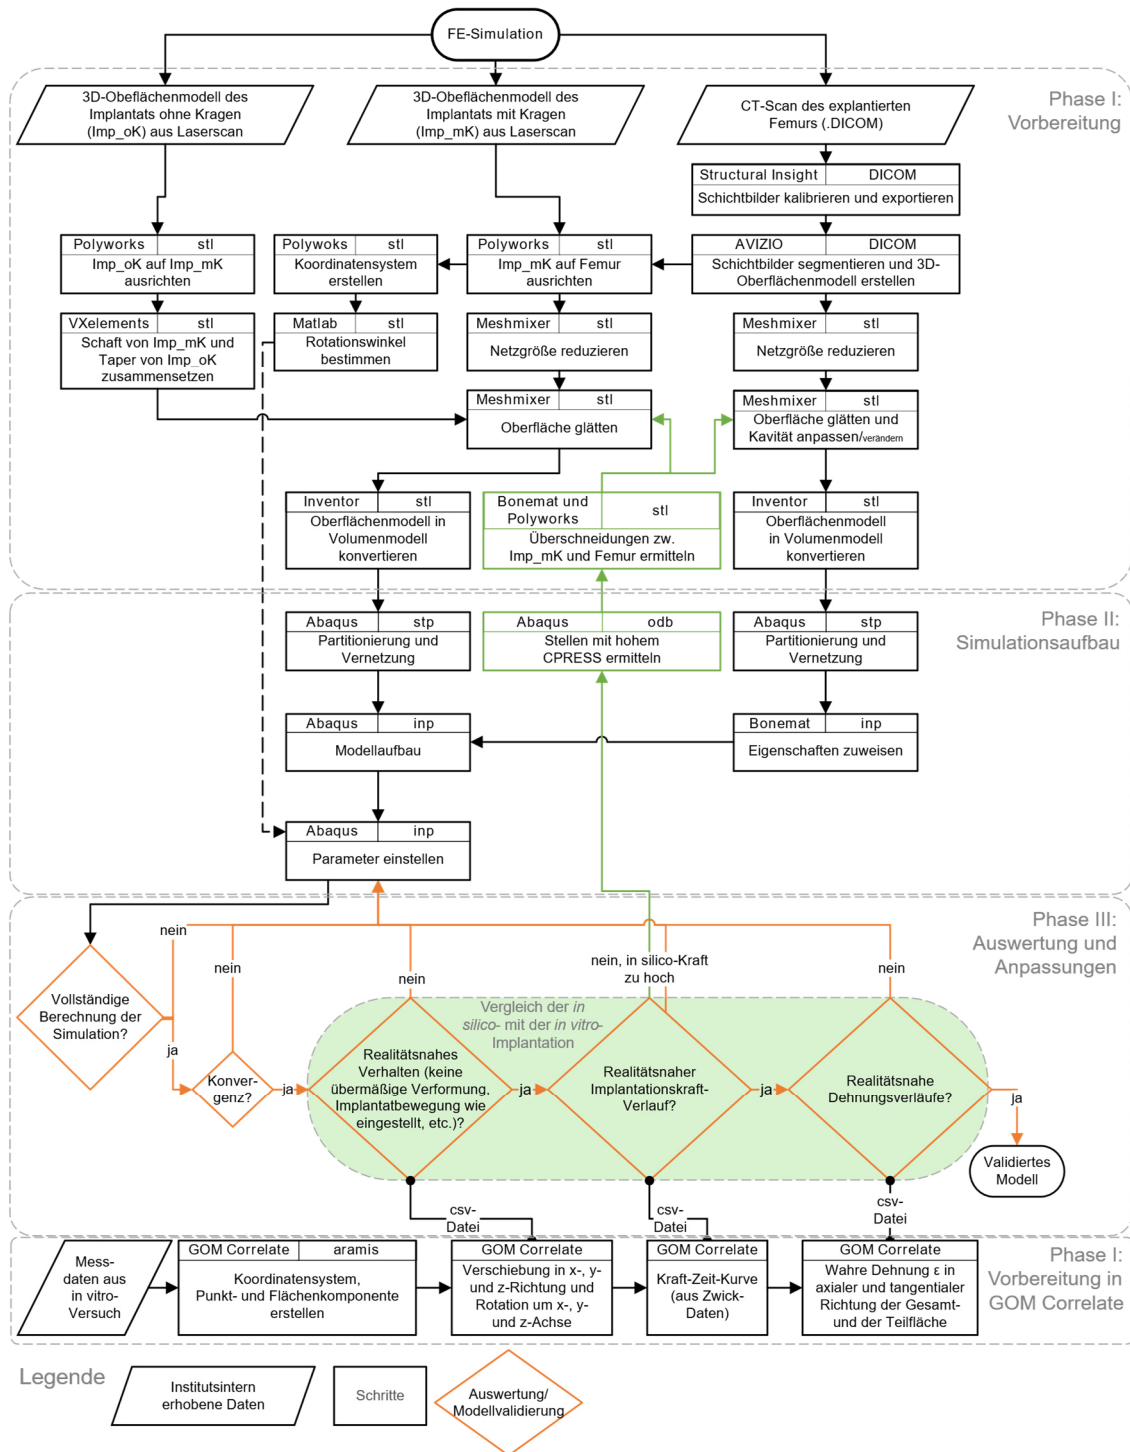 FE-Simulation
3D-Obeflächenmodell des
Implantats ohne Kragen
(Imp_oK) aus Laserscan
3D-Obeflächenmodell des
Implantats mit Kragen
(Imp_mK) aus Laserscan
CT-Scan des explantierten
Femurs (.DICOM)
Phase I:
Vorbereitung
Structural Insight DICOM
Schichtbilder kalibrieren und exportieren
Polyworks stl
Imp_oK auf Imp_mK
ausrichten
Polywoks stl
Koordinatensystem
erstellen
Polyworks stl
Imp_mK auf Femur
ausrichten
AVIZIO DICOM
Schichtbilder segmentieren und 3D-
Oberflächenmodell erstellen
VXelements stl
Schaft von Imp_mK und
Taper von Imp_oK
zusammensetzen
Matlab stl
Rotationswinkel
bestimmen
Meshmixer stl
Netzgröße reduzieren
Meshmixer stl
Netzgröße reduzieren
Meshmixer stl
Oberfläche glätten
Meshmixer stl
Oberfläche glätten und
Kavität anpassen/verändern
Inventor stl
Oberflächenmodell in
Volumenmodell
konvertieren
Bonemat und
Polyworks stl
Überschneidungen zw.
Imp_mK und Femur ermitteln
Inventor stl
Oberflächenmodell
in Volumenmodell
konvertieren
Phase II:
Simulationsaufbau
Abaqus stp
Partitionierung und
Vernetzung
Abaqus odb
Stellen mit hohem
CPRESS ermitteln
Abaqus stp
Partitionierung und
Vernetzung
Abaqus inp
Modellaufbau
Bonemat inp
Eigenschaften zuweisen
Abaqus inp
Parameter einstellen
Phase III:
Auswertung und
Anpassungen
nein
nein
nein
nein, in silico-Kraft
zu hoch
nein
Vollständige
Berechnung der
Simulation?
ja
Konver-
genz?
ja
Vergleich der in
silico- mit der in vitro-
Implantation
Realitätsnahes
Verhalten (keine
übermäßige Verformung,
Implantatbewegung wie
eingestellt, etc.)?
ja
Realitätsnaher
Implantationskraft-
Verlauf?
ja
Realitätsnahe
Dehnungsverläufe?
ja
Validiertes
Modell
csv-
Datei
csv-
Datei
csv-
Datei
Phase I:
Vorbereitung in
GOM Correlate
Mess-
daten aus
in vitro-
Versuch
GOM Correlate aramis
Koordinatensystem,
Punkt- und Flächenkomponente
erstellen
GOM Correlate
Verschiebung in x-, y-
und z-Richtung und
Rotation um x-, y-
und z-Achse
GOM Correlate
Kraft-Zeit-Kurve
(aus Zwick-
Daten)
GOM Correlate
Wahre Dehnung ε in
axialer und tangentialer
Richtung der Gesamt-
und der Teilfläche
Legende
Institutsintern
erhobene Daten
Schritte
Auswertung/
Modellvalidierung